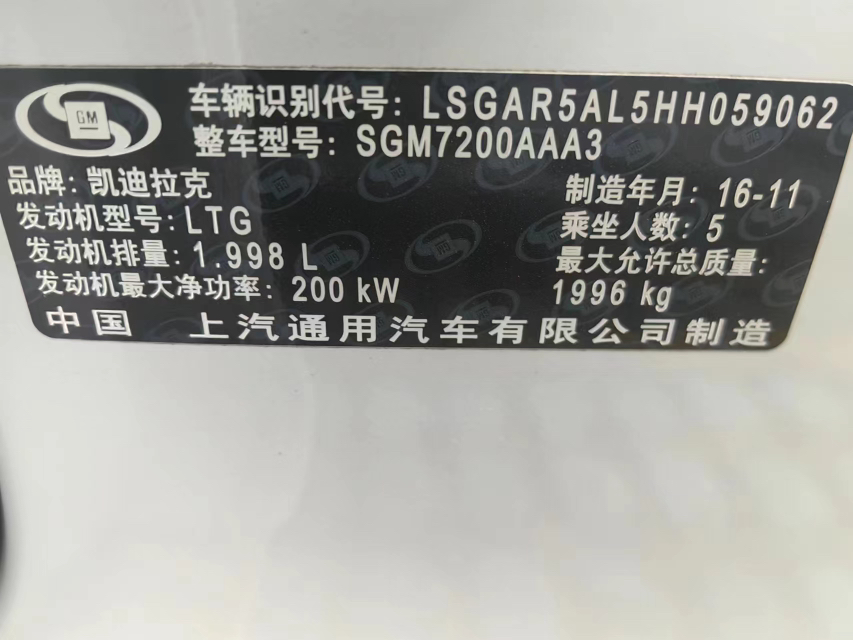 GM
车辆识别代号: LSGAR5AL5HH059062
整车型号: SGM7200AAA3
品牌: 凯迪拉克
制造年月: 16-11
发动机型号: LTG
乘坐人数: 5
发动机排量: 1.998 L
最大允许总质量:
发动机最大净功率: 200 kW
1996 kg
中国 上汽通用汽车有限公司制造